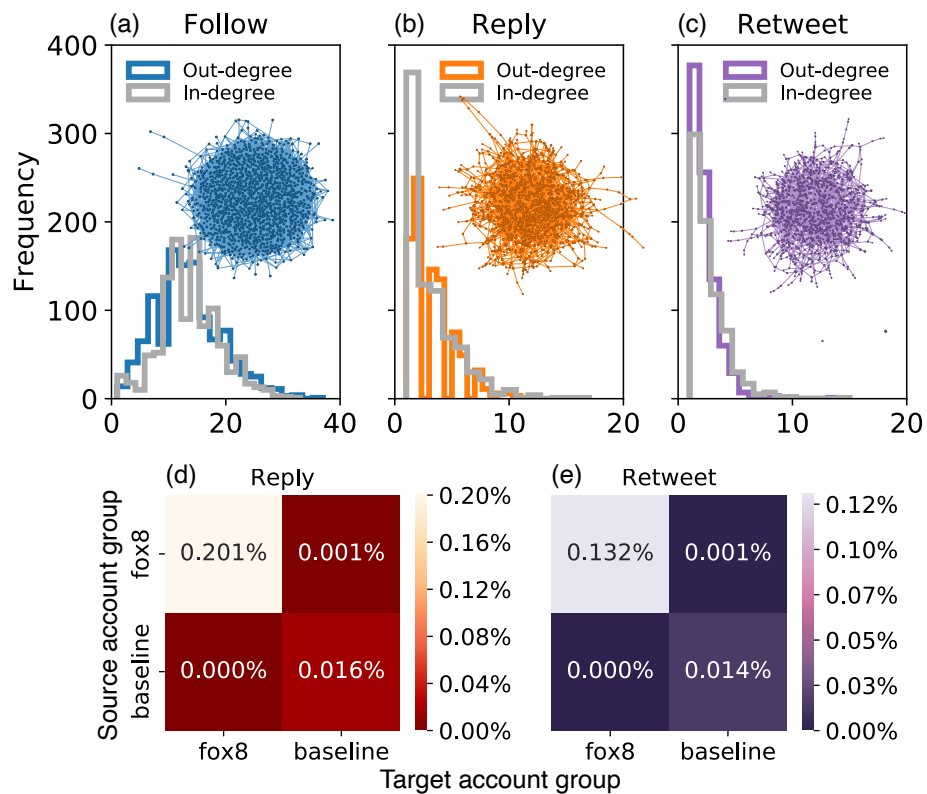 (a) Follow
(b) Reply
(c) Retweet
400
300
200
100
0
Frequency
Out-degree
In-degree
Out-degree
In-degree
Out-degree
In-degree
0 20 40
0 10 20
0 10 20
(d) Reply
(e) Retweet
Source account group
fox8
baseline
0.201% 0.001%
0.000% 0.016%
0.20%
0.16%
0.12%
0.08%
0.04%
0.00%
0.132% 0.001%
0.000% 0.014%
0.12%
0.10%
0.07%
0.05%
0.03%
0.00%
fox8 baseline
fox8 baseline
Target account group